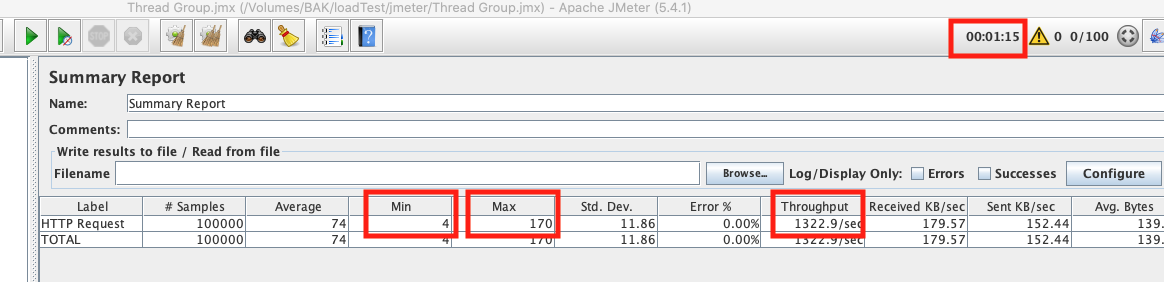 Thread Group.jmx (/Volumes/BAK/loadTest/jmeter/Thread Group.jmx) - Apache JMeter (5.4.1)
STOP 00:01:15 0 0/100
Summary Report
Name: Summary Report
Comments:
Write results to file / Read from file
Filename Browse... Log/Display Only: Errors Successes Configure
Label # Samples Average Min Max Std. Dev. Error % Throughput Received KB/sec Sent KB/sec Avg. Bytes
HTTP Request 100000 74 4 170 11.86 0.00% 1322.9/sec 179.57 152.44 139.
TOTAL 100000 74 4 170 11.86 0.00% 1322.9/sec 179.57 152.44 139.